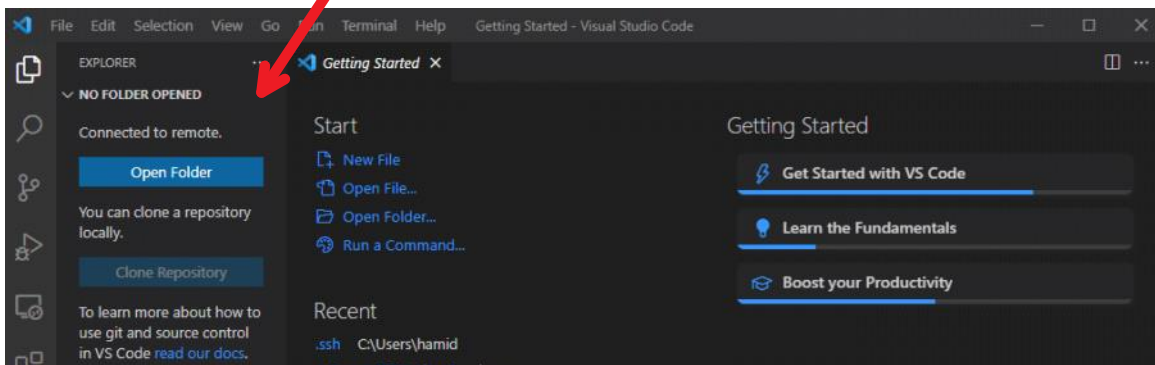 File Edit Selection View Go Run Terminal Help Getting Started - Visual Studio Code
EXPLORER
Getting Started
NO FOLDER OPENED
Connected to remote.
Open Folder
You can clone a repository
locally.
Clone Repository
To learn more about how to
use git and source control
in VS Code read our docs.
Start
New File
Open File...
Open Folder...
Run a Command...
Recent
.ssh C:\Users\hamid
Getting Started
Get Started with VS Code
Learn the Fundamentals
Boost your Productivity